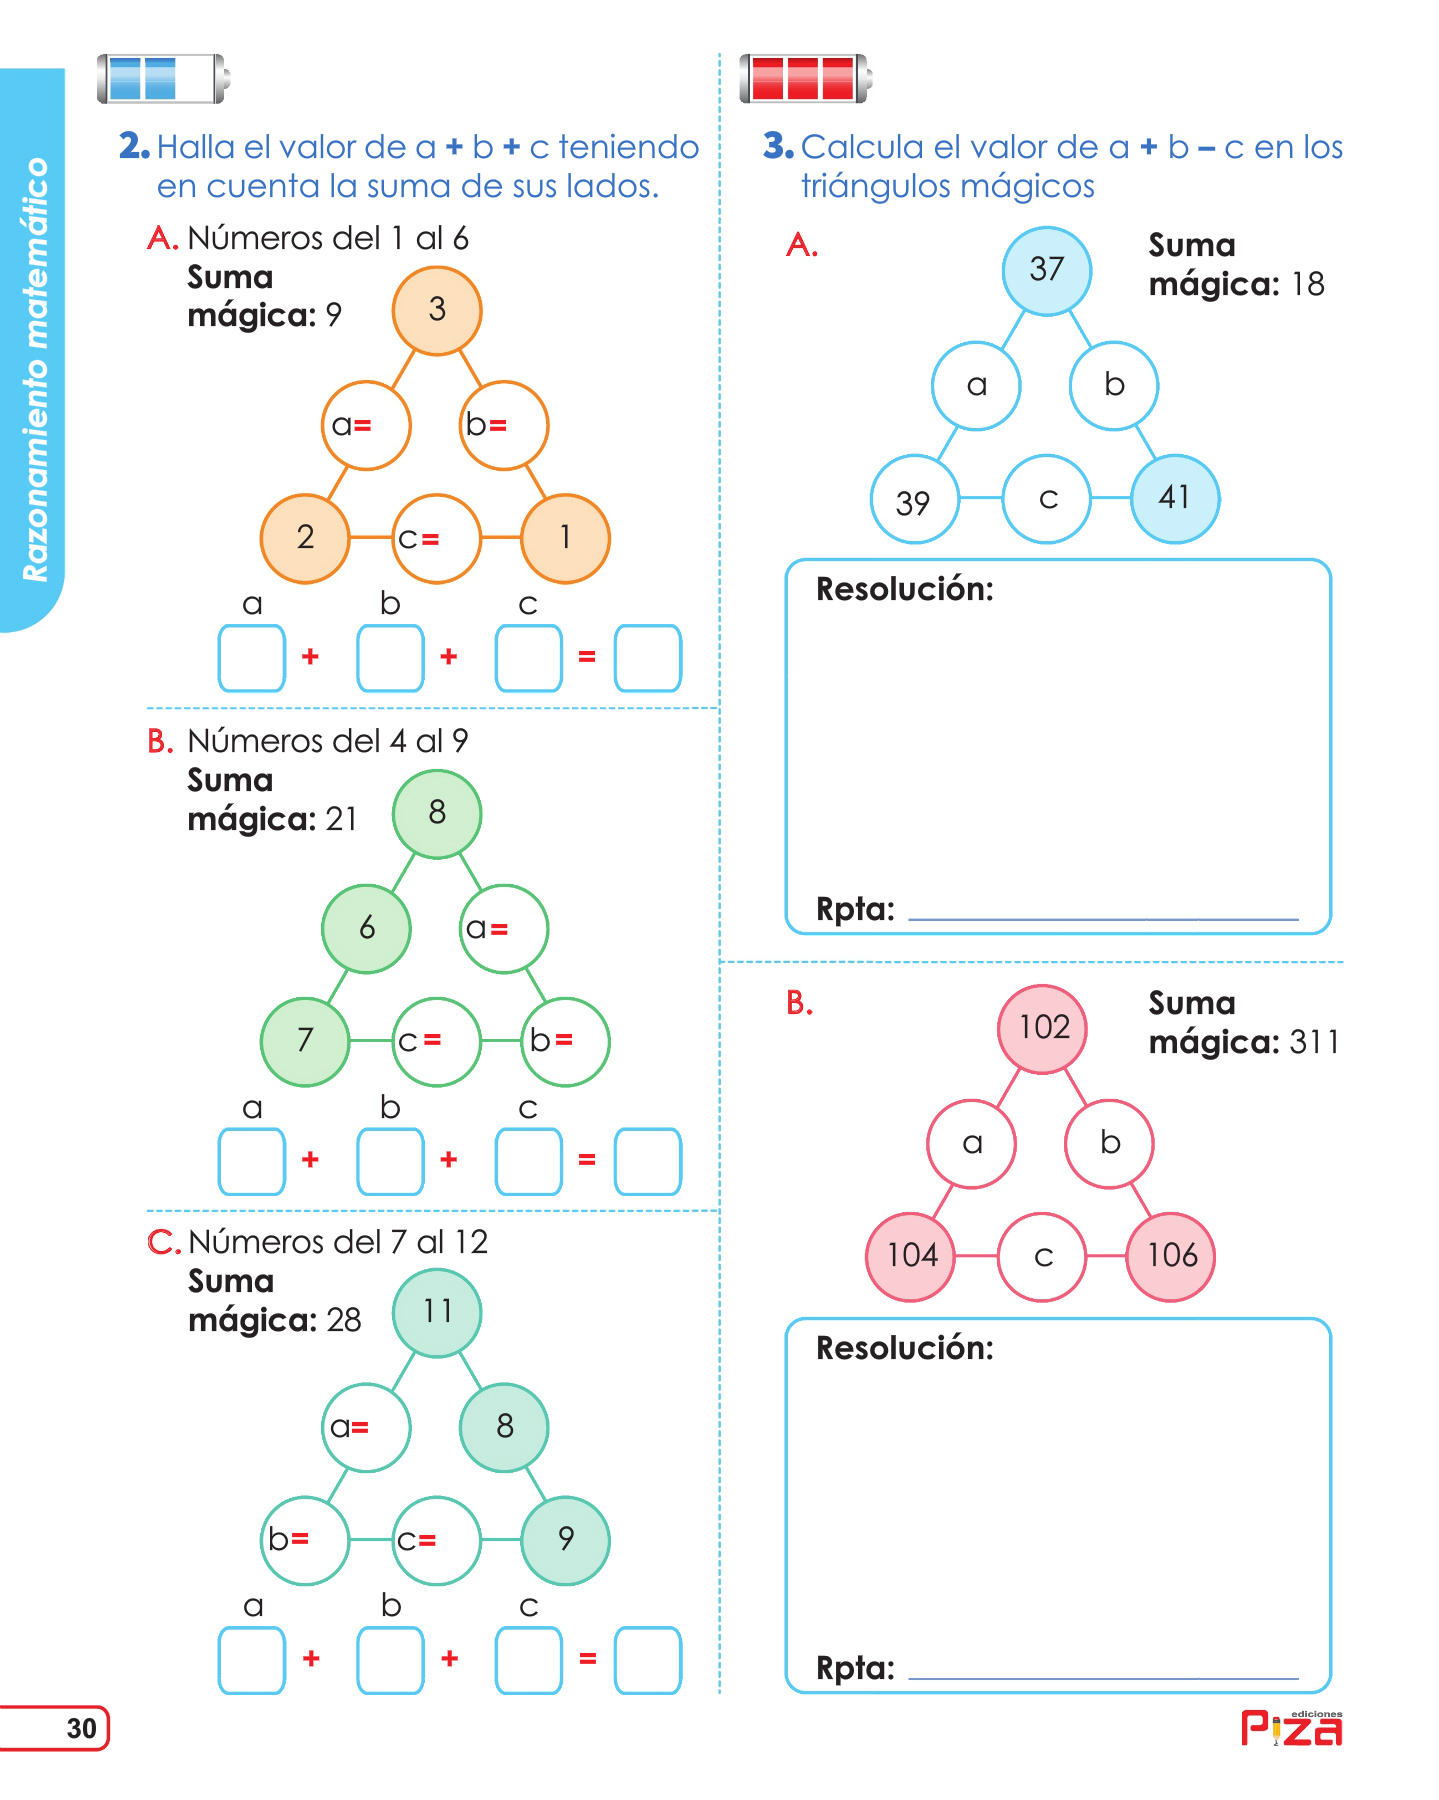 Razonamiento matemático
2. Halla el valor de a + b + c teniendo
en cuenta la suma de sus lados.
A. Números del 1 al 6
Suma
mágica: 9
3
a=
b=
2
c=
1
a b c
+ + =
B. Números del 4 al 9
Suma
mágica: 21
8
6
a=
7
c=
b=
a b c
+ + =
C. Números del 7 al 12
Suma
mágica: 28
11
a=
8
b=
c=
9
a b c
+ + =
30
3. Calcula el valor de a + b – c en los
triángulos mágicos
A.
Suma
mágica: 18
37
a
b
39
c
41
Resolución:
Rpta:
B.
Suma
mágica: 311
102
a
b
104
c
106
Resolución:
Rpta:
ediciones
Piza